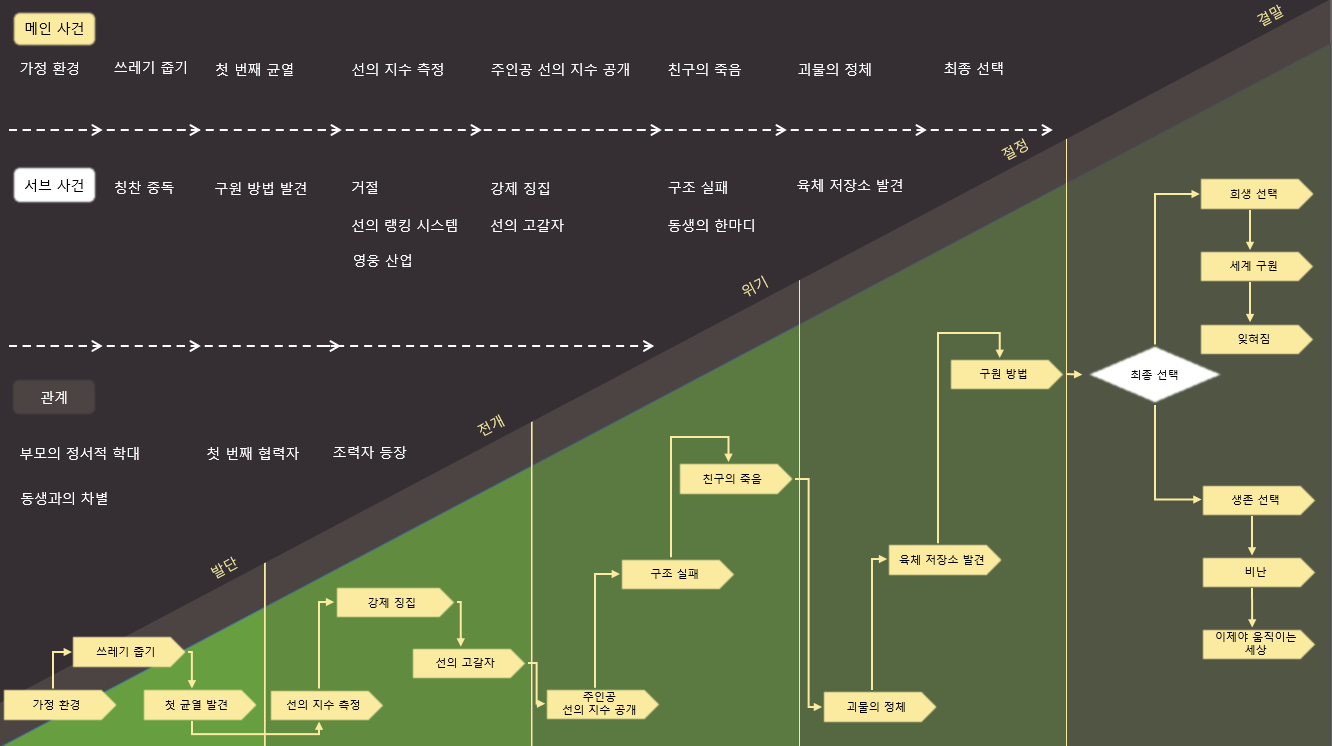 메인 사건
가정 환경
쓰레기 줍기
첫 번째 균열
선의 지수 측정
주인공 선의 지수 공개
친구의 죽음
괴물의 정체
최종 선택
결말
절정
서브 사건
칭찬 중독
구원 방법 발견
거절
강제 징집
구조 실패
육체 저장소 발견
선의 랭킹 시스템
선의 고갈자
동생의 한마디
영웅 산업
위기
관계
부모의 정서적 학대
첫 번째 협력자
조력자 등장
동생과의 차별
전개
발단
가정 환경
쓰레기 줍기
첫 균열 발견
선의 지수 측정
강제 징집
선의 고갈자
주인공
선의 지수 공개
구조 실패
친구의 죽음
괴물의 정체
육체 저장소 발견
구원 방법
최종 선택
희생 선택
세계 구원
잊혀짐
생존 선택
비난
이제야 움직이는
세상